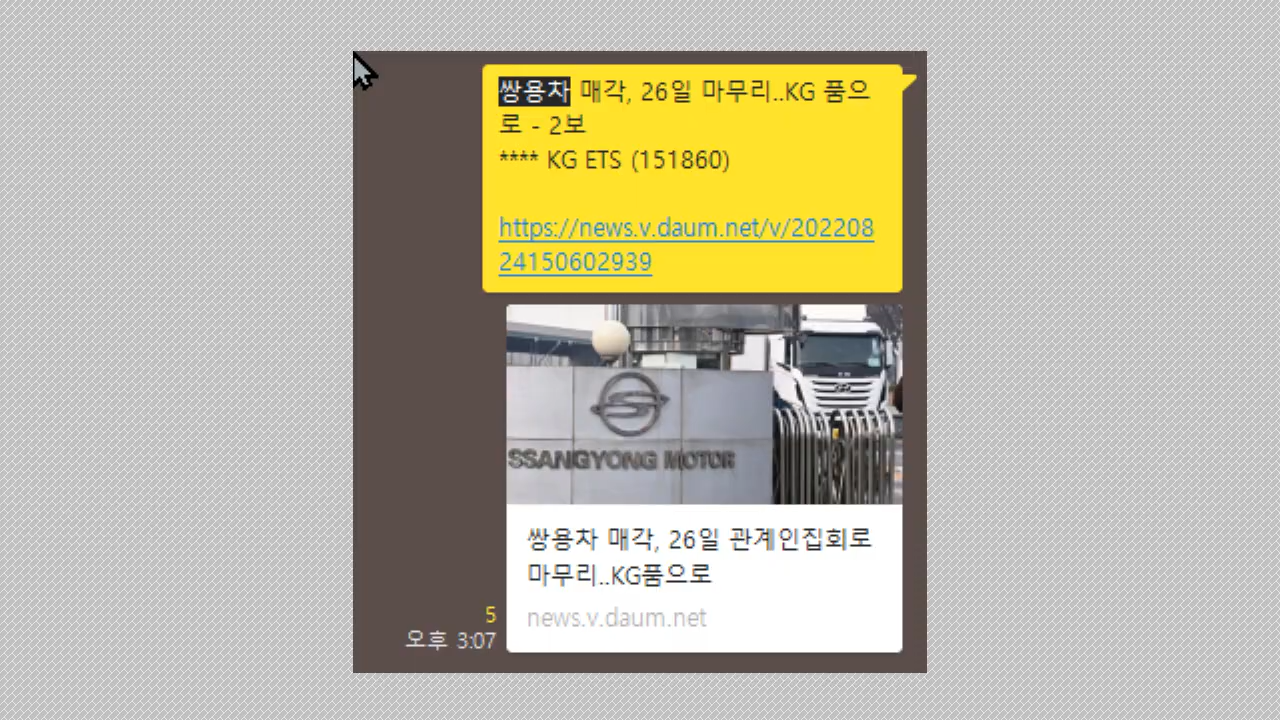 쌍용차 매각, 26일 마무리..KG 품으
로 - 2보
**** KG ETS (151860)
https://news.v.daum.net/v/202208
24150602939
SSANGYONG MOTOR
쌍용차 매각, 26일 관계인집회로
마무리..KG품으로
news.v.daum.net
5
오후 3:07